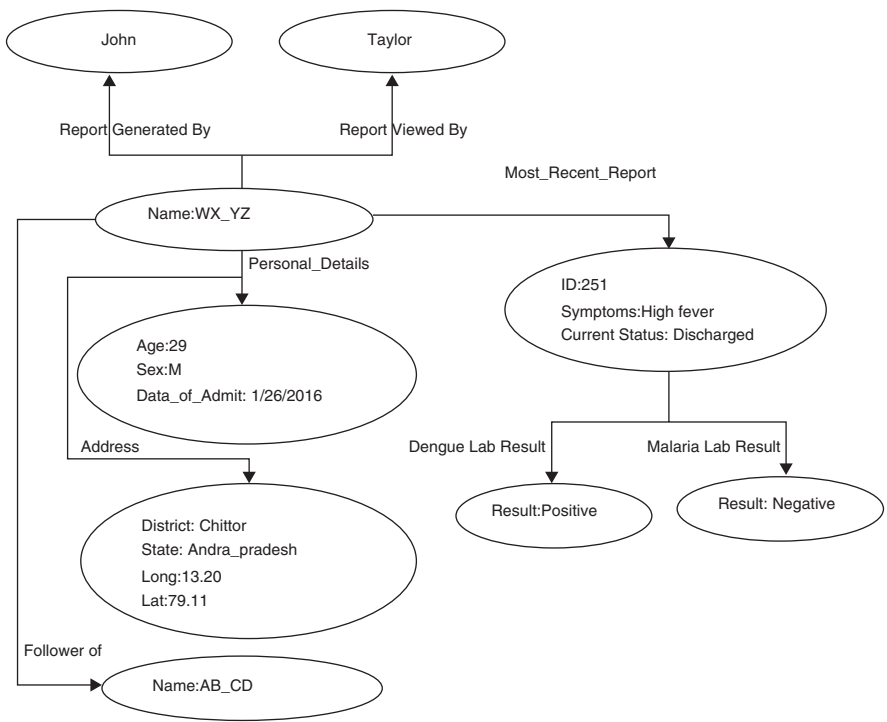 John
Taylor
Report Generated By
Report Viewed By
Most_Recent_Report
Name:WX_YZ
Personal_Details
ID:251
Symptoms:High fever
Current Status: Discharged
Age:29
Sex:M
Data_of_Admit: 1/26/2016
Address
Dengue Lab Result
Malaria Lab Result
Result:Positive
Result: Negative
District: Chittor
State: Andra_pradesh
Long:13.20
Lat:79.11
Follower of
Name:AB_CD